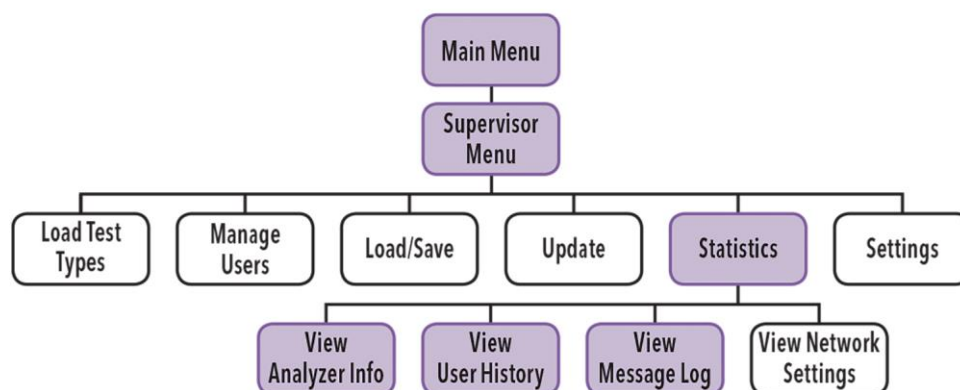 Main Menu
Supervisor
Menu
Load Test
Types
Manage
Users
Load/Save
Update
Statistics
Settings
View
Analyzer Info
View
User History
View
Message Log
View Network
Settings